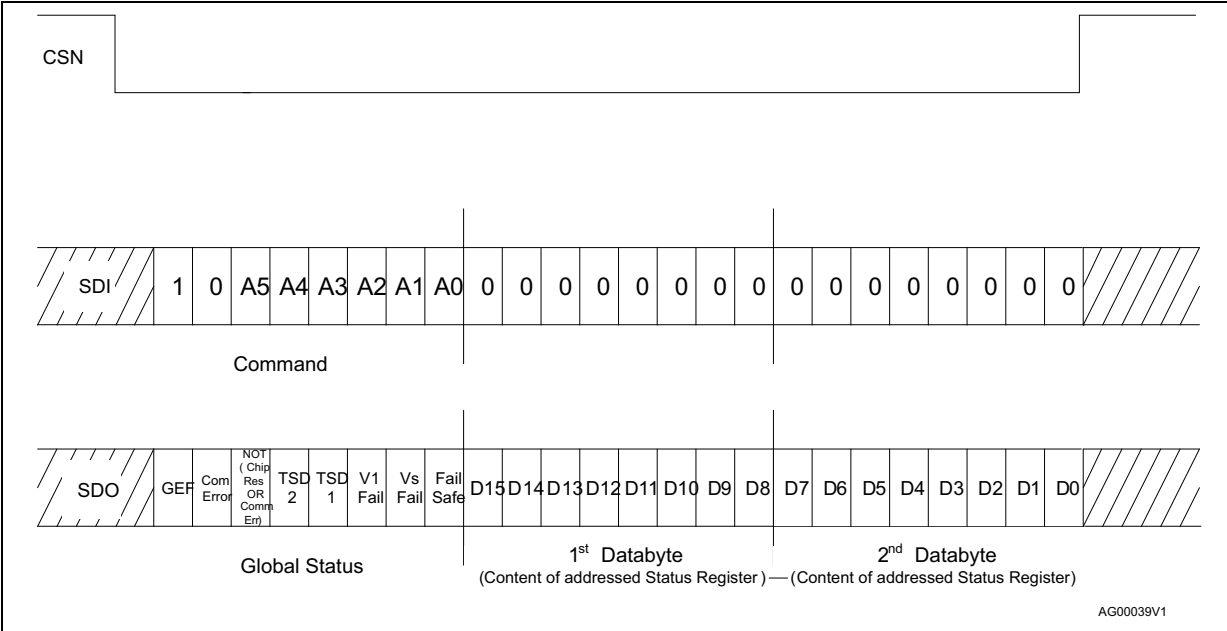 CSN
SDI 1 0 A5 A4 A3 A2 A1 A0 0 0 0 0 0 0 0 0 0 0 0 0 0 0 0 0
Command
SDO GEF Com Error NOT ( Chip Res OR Comm Err) TSD 2 TSD 1 V1 Fail Vs Fail Fail Safe D15 D14 D13 D12 D11 D10 D9 D8 D7 D6 D5 D4 D3 D2 D1 D0
Global Status 1st Databyte 2nd Databyte
(Content of addressed Status Register ) — (Content of addressed Status Register)
AG00039V1